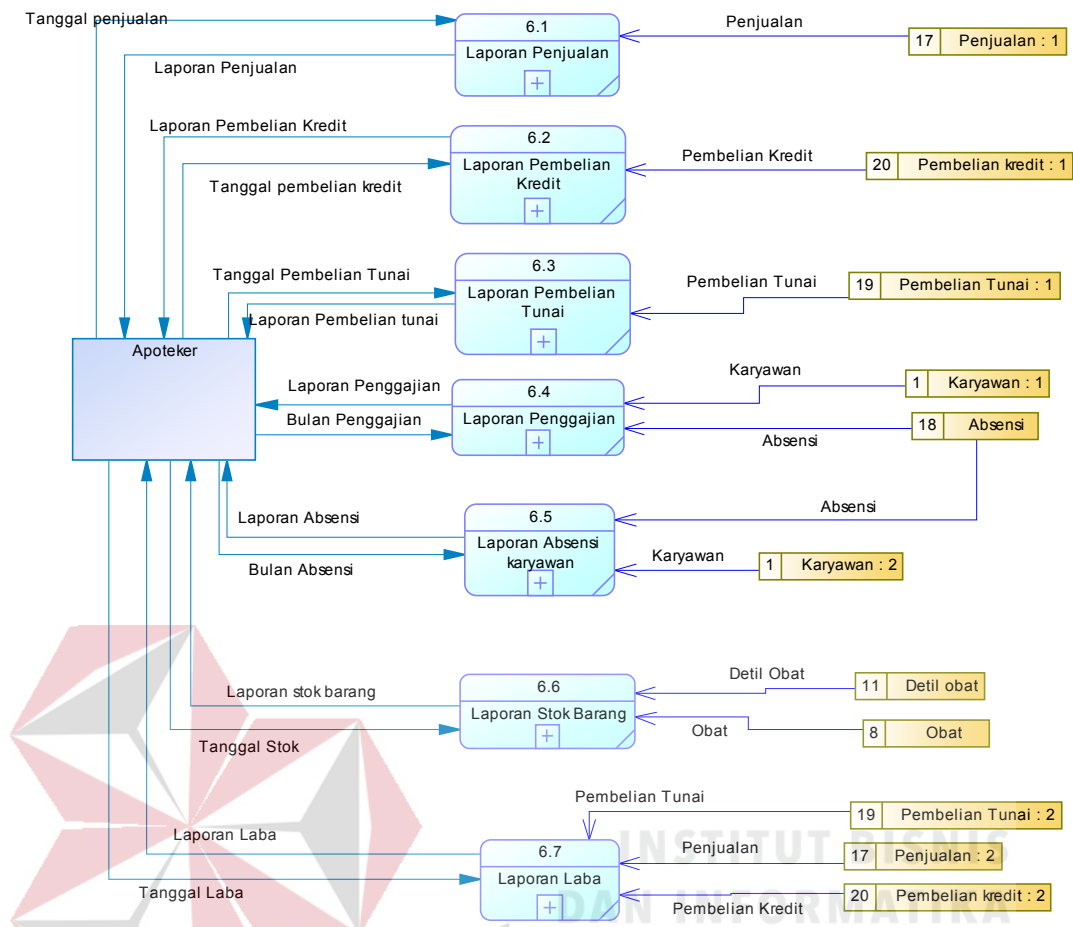 Tanggal penjualan
6.1
Laporan Penjualan
Penjualan
17 Penjualan : 1
Laporan Penjualan
Laporan Pembelian Kredit
6.2
Laporan Pembelian
Kredit
Pembelian Kredit
20 Pembelian kredit : 1
Tanggal pembelian kredit
Tanggal Pembelian Tunai
6.3
Laporan Pembelian
Tunai
Pembelian Tunai
19 Pembelian Tunai : 1
Laporan Pembelian tunai
Apoteker
Laporan Penggajian
6.4
Laporan Penggajian
Karyawan
1 Karyawan : 1
Bulan Penggajian
Absensi
18 Absensi
Laporan Absensi
6.5
Laporan Absensi
karyawan
Absensi
Bulan Absensi
Karyawan
1 Karyawan : 2
Laporan stok barang
6.6
Laporan Stok Barang
Detil Obat
11 Detil obat
Tanggal Stok
Obat
8 Obat
Pembelian Tunai
19 Pembelian Tunai : 2
Laporan Laba
6.7
Laporan Laba
Penjualan
17 Penjualan : 2
Tanggal Laba
Pembelian Kredit
20 Pembelian kredit : 2
INSTITUT BISNIS
DAN INFORMATIKA